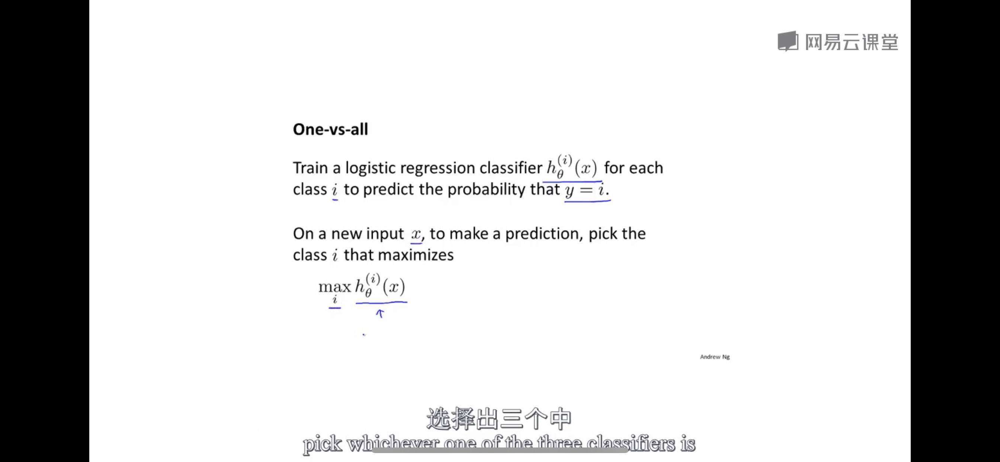 网易云课堂
One-vs-all
Train a logistic regression classifier $h_\theta^{(i)}(x)$ for each
class $i$ to predict the probability that $y = i$.
On a new input $x$, to make a prediction, pick the
class $i$ that maximizes
$\max_i h_\theta^{(i)}(x)$
Andrew Ng
选择出三个中
pick whichever one of the three classifiers is